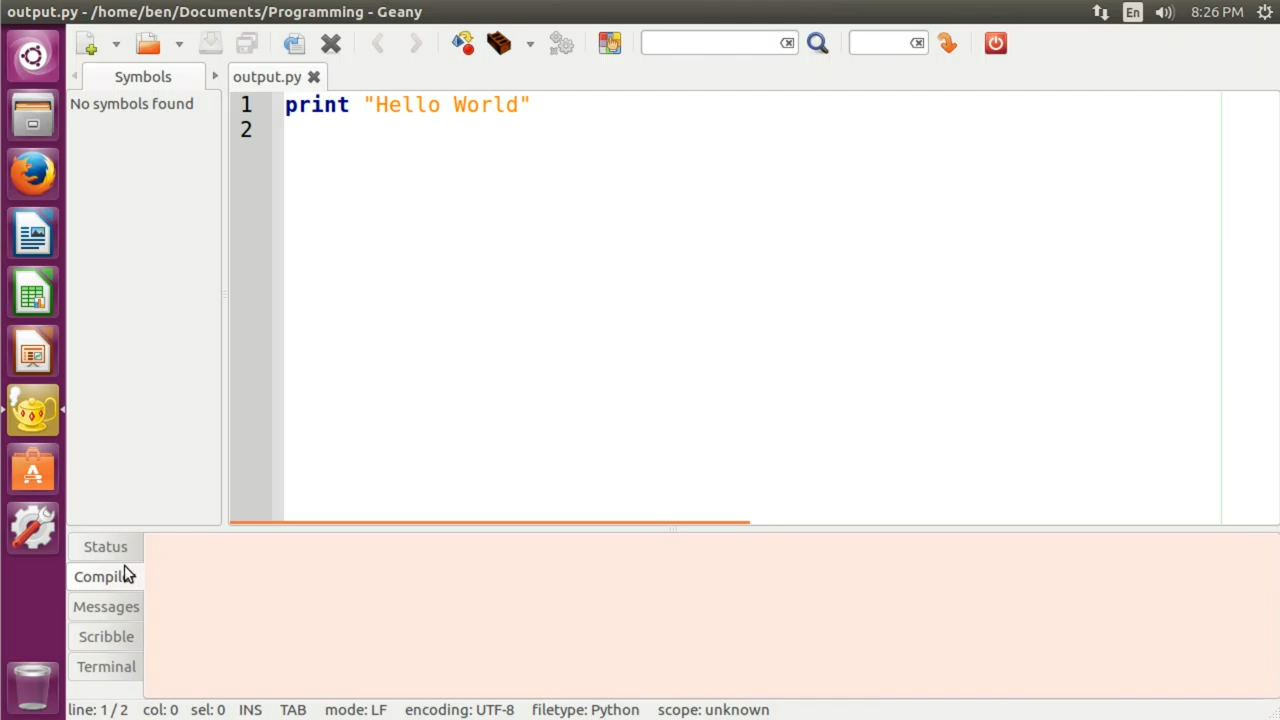 output.py - /home/ben/Documents/Programming - Geany
En
8:26 PM
Symbols
output.py
No symbols found
1 print "Hello World"
2
Status
Compil
Messages
Scribble
Terminal
line: 1 / 2 col: 0 sel: 0 INS TAB mode: LF encoding: UTF-8 filetype: Python scope: unknown